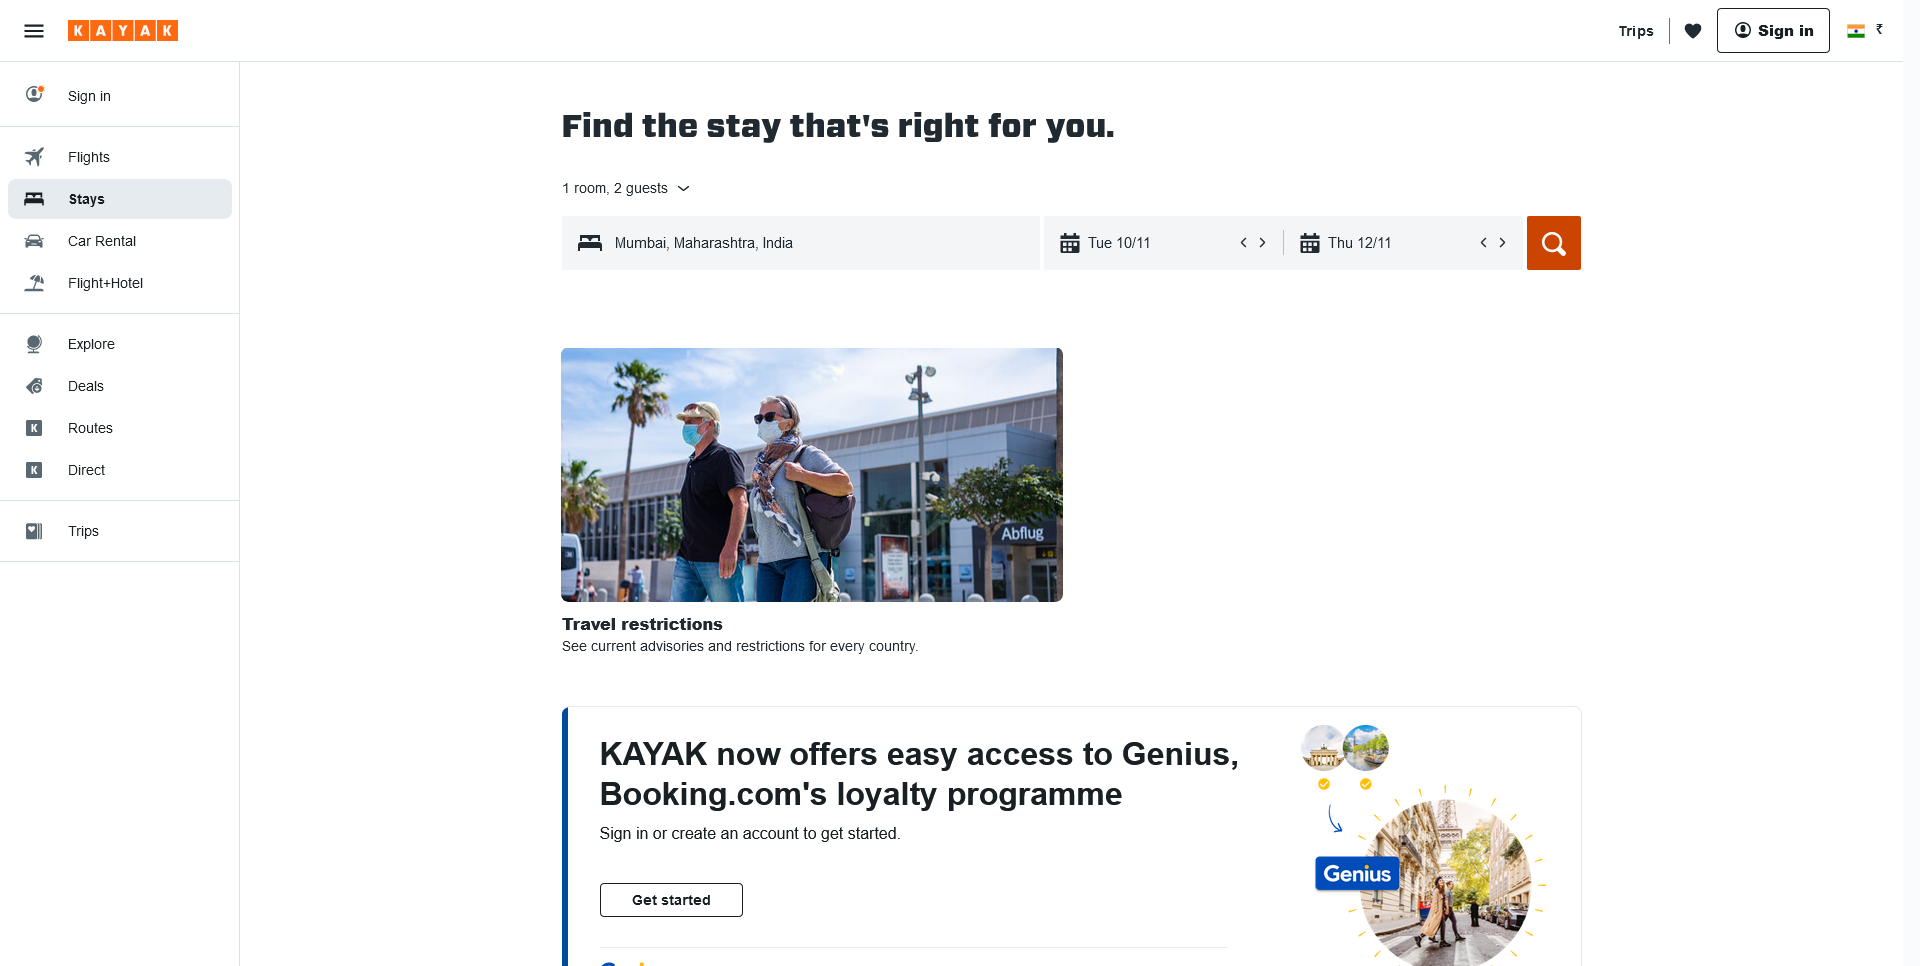 KAYAK
Trips
Sign in
₹
Sign in
Flights
Stays
Car Rental
Flight+Hotel
Explore
Deals
K Routes
K Direct
Trips
Find the stay that's right for you.
1 room, 2 guests
Mumbai, Maharashtra, India
Tue 10/11
Thu 12/11
Abflug
Travel restrictions
See current advisories and restrictions for every country.
KAYAK now offers easy access to Genius,
Booking.com's loyalty programme
Sign in or create an account to get started.
Get started
Genius